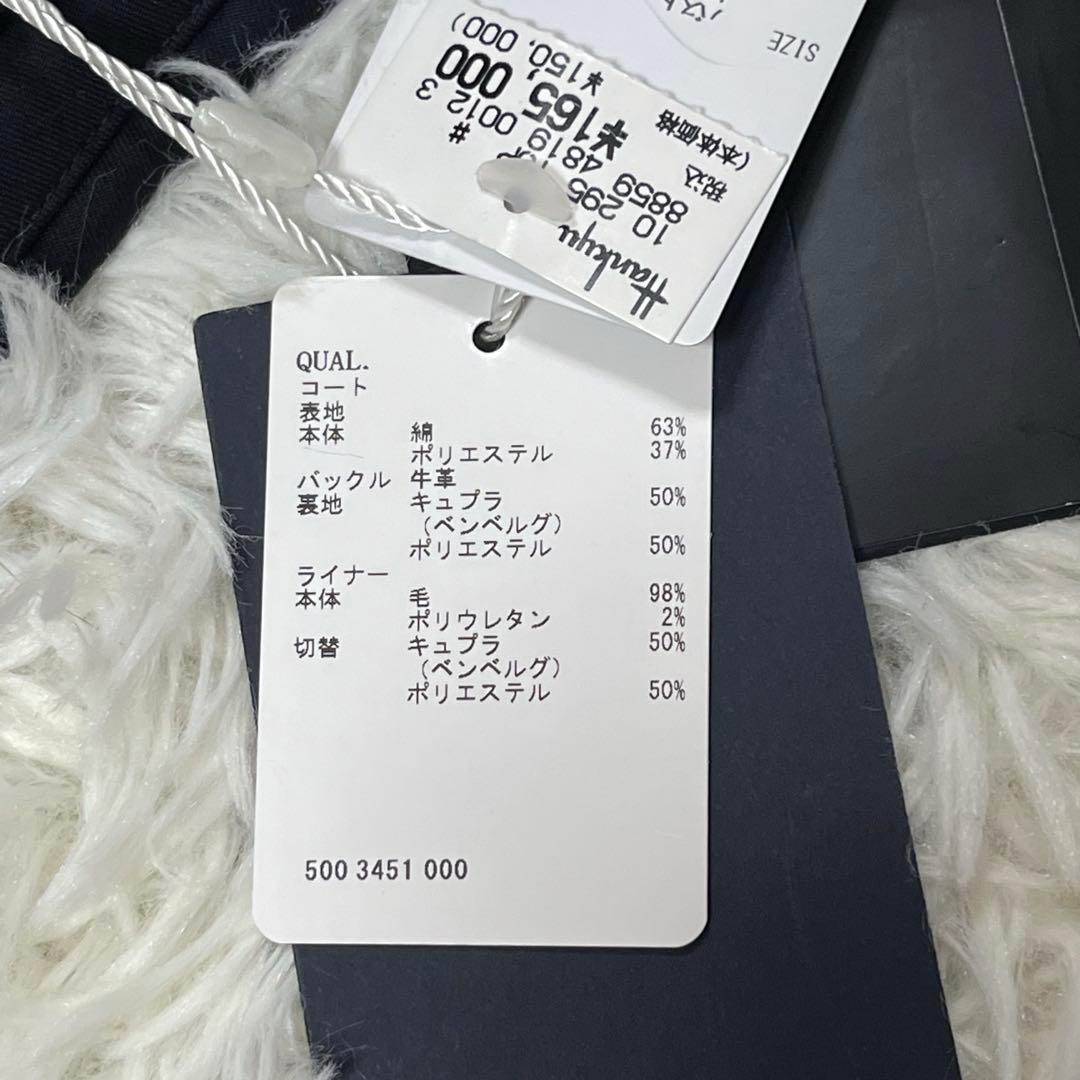 SIZE
バスト
Hankyu
10 295
8859 4819 0012 3
#
税込 ¥165,000
(本体価格 ¥150,000)
QUAL.
コート
表地
本体 綿 63%
ポリエステル 37%
バックル 牛革
裏地 キュプラ 50%
(ベンベルグ)
ポリエステル 50%
ライナー
本体 毛 98%
ポリウレタン 2%
切替 キュプラ 50%
(ベンベルグ)
ポリエステル 50%
500 3451 000